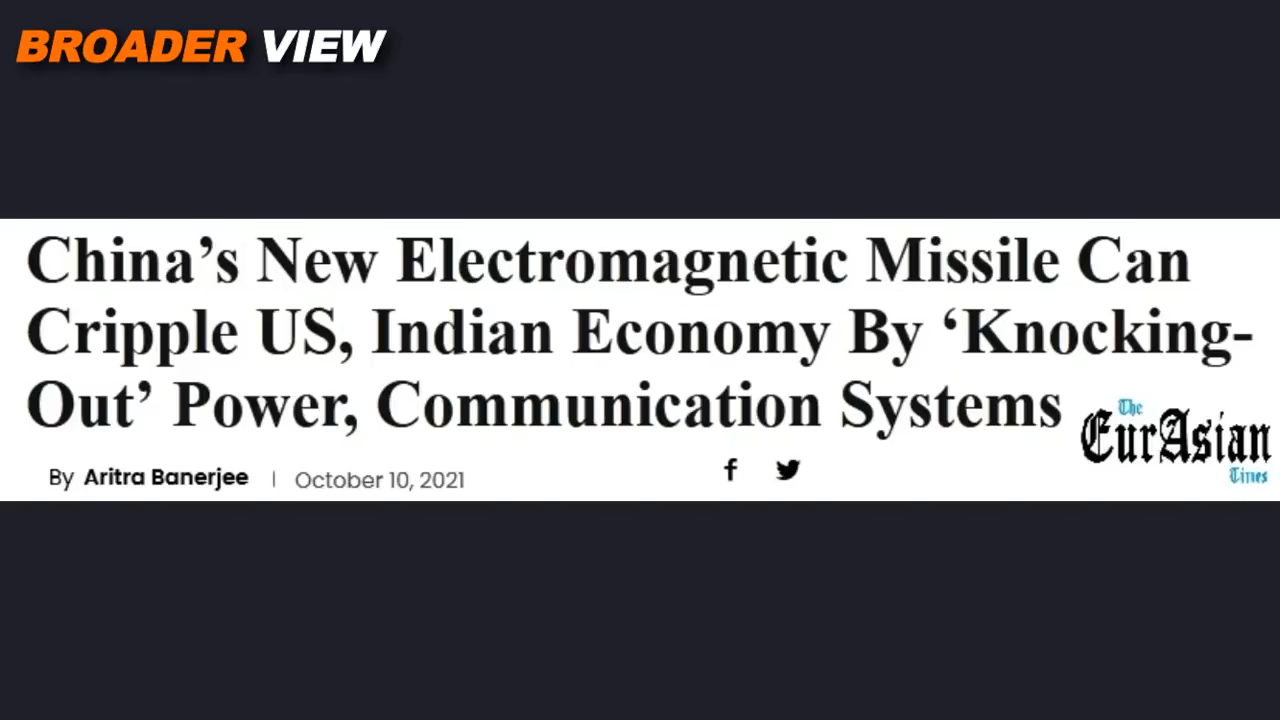 BROADER VIEW
China’s New Electromagnetic Missile Can
Cripple US, Indian Economy By ‘Knocking-
Out’ Power, Communication Systems
The
EurAsian
Times
By Aritra Banerjee | October 10, 2021